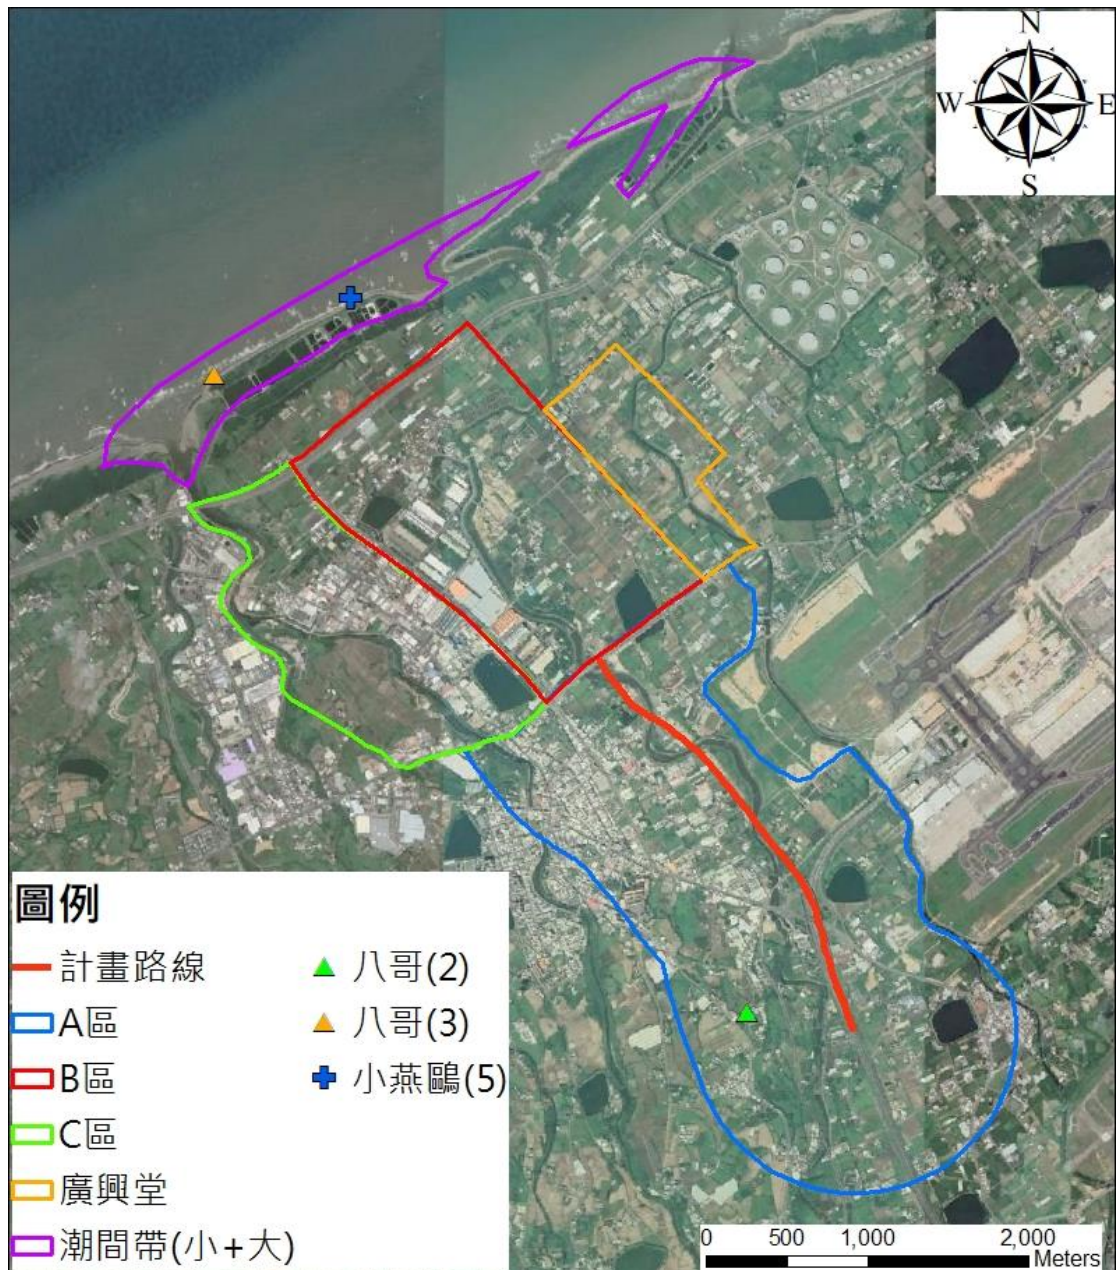 N
W E
S
圖例
計畫路線
A區
B區
C區
廣興堂
潮間帶(小+大)
八哥(2)
八哥(3)
小燕鷗(5)
0 500 1,000 2,000
Meters